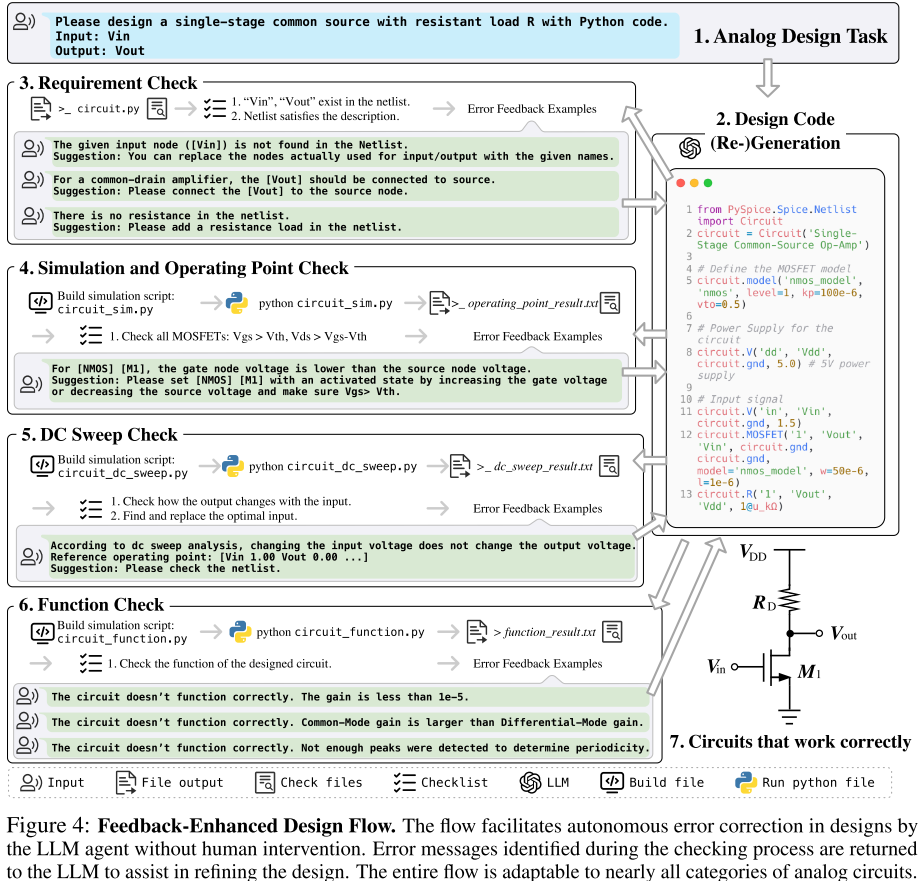 Please design a single-stage common source with resistant load R with Python code.
Input: Vin
Output: Vout
1. Analog Design Task
3. Requirement Check
>_ circuit.py
1. “Vin”, “Vout” exist in the netlist.
2. Netlist satisfies the description.
Error Feedback Examples
The given input node ([Vin]) is not found in the Netlist.
Suggestion: You can replace the nodes actually used for input/output with the given names.
For a common-drain amplifier, the [Vout] should be connected to source.
Suggestion: Please connect the [Vout] to the source node.
There is no resistance in the netlist.
Suggestion: Please add a resistance load in the netlist.
2. Design Code
(Re-)Generation
1 from PySpice.Spice.Netlist
import Circuit
2 circuit = Circuit('Single-
Stage Common-Source Op-Amp')
3
4 # Define the MOSFET model
5 circuit.model('nmos_model',
'nmos', level=1, kp=100e-6,
vto=0.5)
6
7 # Power Supply for the
circuit
8 circuit.V('dd', 'Vdd',
circuit.gnd, 5.0) # 5V power
supply
9
10 # Input signal
11 circuit.V('in', 'Vin',
circuit.gnd, 1.5)
12 circuit.MOSFET('1', 'Vout',
'Vin', circuit.gnd,
circuit.gnd,
model='nmos_model', w=50e-6,
l=1e-6)
13 circuit.R('1', 'Vout',
'Vdd', 1@u_kΩ)
4. Simulation and Operating Point Check
Build simulation script:
circuit_sim.py
python circuit_sim.py
>_ operating_point_result.txt
1. Check all MOSFETs: Vgs > Vth, Vds > Vgs-Vth
Error Feedback Examples
For [NMOS] [M1], the gate node voltage is lower than the source node voltage.
Suggestion: Please set [NMOS] [M1] with an activated state by increasing the gate voltage
or decreasing the source voltage and make sure Vgs> Vth.
5. DC Sweep Check
Build simulation script:
circuit_dc_sweep.py
python circuit_dc_sweep.py
>_ dc_sweep_result.txt
1. Check how the output changes with the input.
2. Find and replace the optimal input.
Error Feedback Examples
According to dc sweep analysis, changing the input voltage does not change the output voltage.
Reference operating point: [Vin 1.00 Vout 0.00 ...]
Suggestion: Please check the netlist.
6. Function Check
Build simulation script:
circuit_function.py
python circuit_function.py
> function_result.txt
1. Check the function of the designed circuit.
Error Feedback Examples
The circuit doesn’t function correctly. The gain is less than 1e-5.
The circuit doesn’t function correctly. Common-Mode gain is larger than Differential-Mode gain.
The circuit doesn’t function correctly. Not enough peaks were detected to determine periodicity.
VDD
RD
Vout
Vin
M1
7. Circuits that work correctly
Input
File output
Check files
Checklist
LLM
Build file
Run python file
Figure 4: Feedback-Enhanced Design Flow. The flow facilitates autonomous error correction in designs by
the LLM agent without human intervention. Error messages identified during the checking process are returned
to the LLM to assist in refining the design. The entire flow is adaptable to nearly all categories of analog circuits.